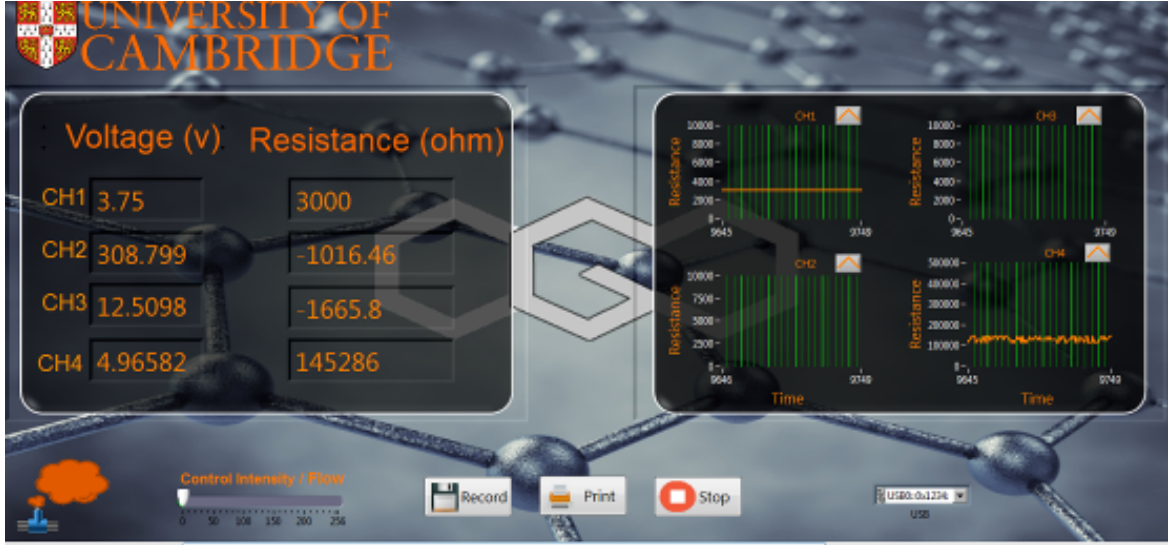 UNIVERSITY OF
CAMBRIDGE
Voltage (v) Resistance (ohm)
CH1 3.75 3000
CH2 308.799 -1016.46
CH3 12.5098 -1665.8
CH4 4.96582 145286
CH1
Resistance
10000
8000
6000
4000
2000
0
9645 9749
CH3
Resistance
10000
8000
6000
4000
2000
0
9645 9749
CH2
Resistance
10000
7500
5000
2500
0
9646 9749
Time
CH4
Resistance
500000
400000
300000
200000
100000
0
9645 9749
Time
Control Intensity / Flow
0 50 100 150 200 256
Record
Print
Stop
USB0::0x1234:
USB